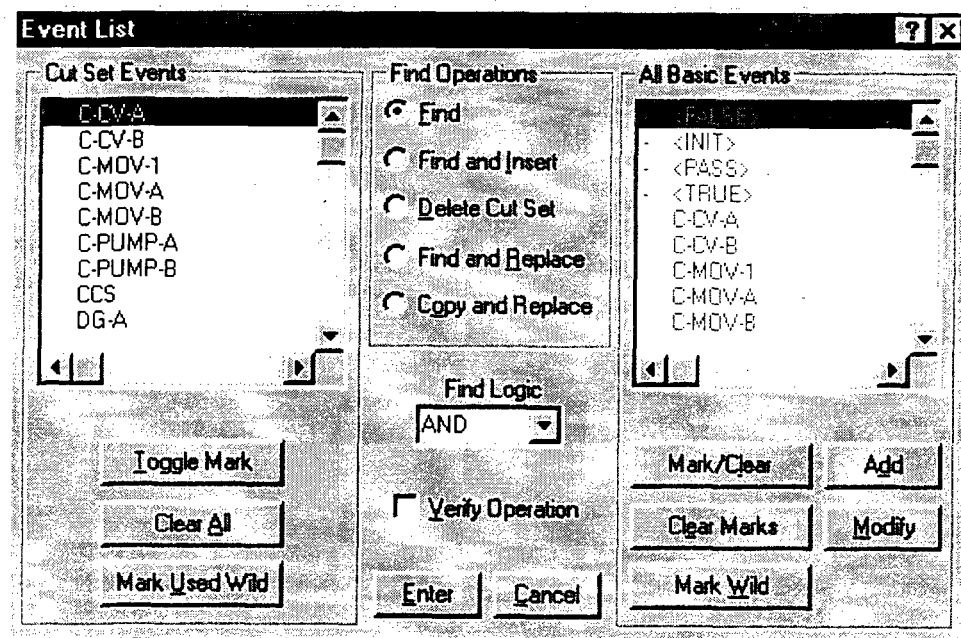 Event List
Cut Set Events
C-CV-A
C-CV-B
C-MOV-1
C-MOV-A
C-MOV-B
C-PUMP-A
C-PUMP-B
CCS
DG-A
Toggle Mark
Clear All
Mark Used Wild
Find Operations
Find
Find and Insert
Delete Cut Set
Find and Replace
Copy and Replace
Find Logic
AND
Verify Operation
Enter
Cancel
All Basic Events
- <FALSE>
- <INIT>
- <PASS>
- <TRUE>
C-CV-A
C-CV-B
C-MOV-1
C-MOV-A
C-MOV-B
Mark/Clear
Add
Clear Marks
Modify
Mark Wild